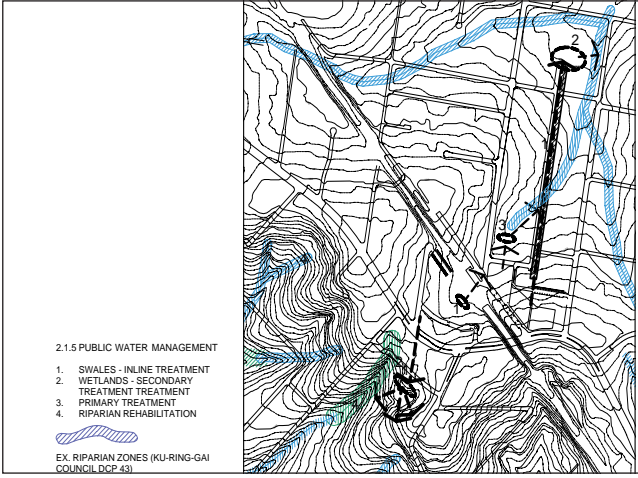 2.1.5 PUBLIC WATER MANAGEMENT
1. SWALES - INLINE TREATMENT
2. WETLANDS - SECONDARY
TREATMENT TREATMENT
3. PRIMARY TREATMENT
4. RIPARIAN REHABILITATION
EX. RIPARIAN ZONES (KU-RING-GAI
COUNCIL DCP 43)
2
1
3